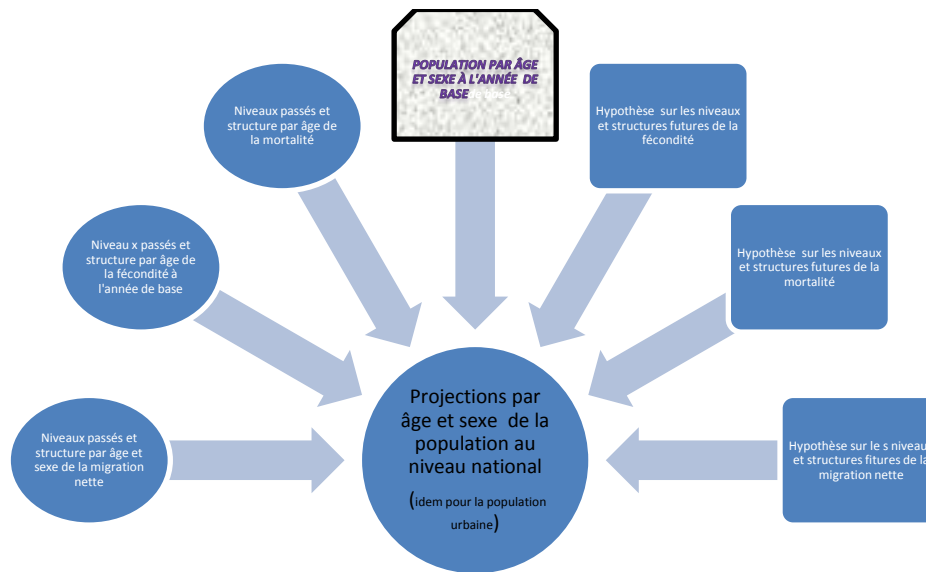 POPULATION PAR ÂGE
ET SEXE À L'ANNÉE DE
BASE
Niveaux passés et
structure par âge de
la mortalité
Hypothèse sur les niveaux
et structures futures de la
fécondité
Niveau x passés et
structure par âge de
la fécondité à
l'année de base
Hypothèse sur les niveaux
et structures futures de la
mortalité
Projections par
âge et sexe de la
population au
niveau national
(idem pour la population
urbaine)
Niveaux passés et
structure par âge et
sexe de la migration
nette
Hypothèse sur le s niveau
et structures fitures de la
migration nette